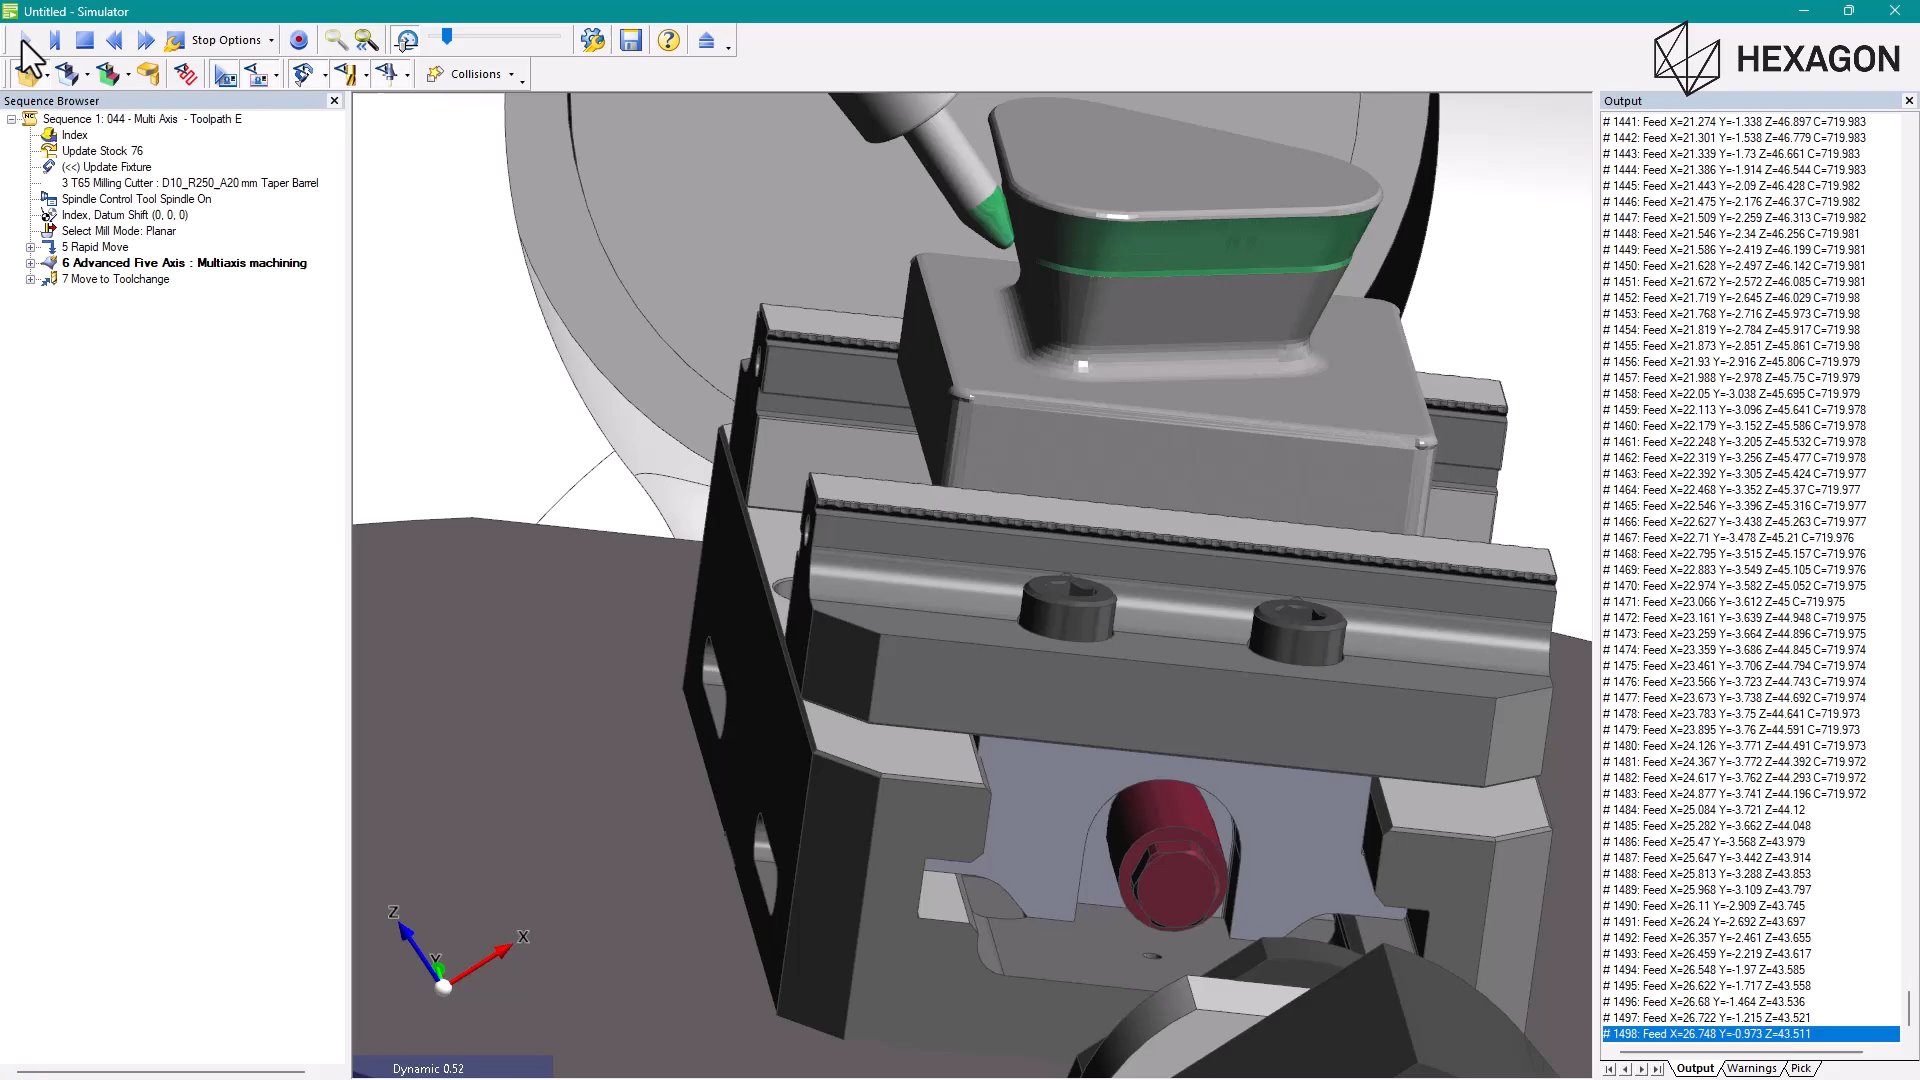 Untitled - Simulator
HEXAGON
Stop Options
Collisions
Sequence Browser
Sequence 1: 044 - Multi Axis - Toolpath E
Index
Update Stock 76
(<<) Update Fixture
3 T65 Milling Cutter : D10_R250_A20 mm Taper Barrel
Spindle Control Tool Spindle On
Index, Datum Shift (0, 0, 0)
Select Mill Mode: Planar
5 Rapid Move
6 Advanced Five Axis : Multiaxis machining
7 Move to Toolchange
Z
X
Y
Dynamic 0.52
Output
# 1441: Feed X=21.274 Y=-1.338 Z=46.897 C=719.983
# 1442: Feed X=21.301 Y=-1.538 Z=46.779 C=719.983
# 1443: Feed X=21.339 Y=-1.73 Z=46.661 C=719.983
# 1444: Feed X=21.386 Y=-1.914 Z=46.544 C=719.983
# 1445: Feed X=21.443 Y=-2.09 Z=46.428 C=719.982
# 1446: Feed X=21.475 Y=-2.176 Z=46.37 C=719.982
# 1447: Feed X=21.509 Y=-2.259 Z=46.313 C=719.982
# 1448: Feed X=21.546 Y=-2.34 Z=46.256 C=719.981
# 1449: Feed X=21.586 Y=-2.419 Z=46.199 C=719.981
# 1450: Feed X=21.628 Y=-2.497 Z=46.142 C=719.981
# 1451: Feed X=21.672 Y=-2.572 Z=46.085 C=719.981
# 1452: Feed X=21.719 Y=-2.645 Z=46.029 C=719.98
# 1453: Feed X=21.768 Y=-2.716 Z=45.973 C=719.98
# 1454: Feed X=21.819 Y=-2.784 Z=45.917 C=719.98
# 1455: Feed X=21.873 Y=-2.851 Z=45.861 C=719.98
# 1456: Feed X=21.93 Y=-2.916 Z=45.806 C=719.979
# 1457: Feed X=21.988 Y=-2.978 Z=45.75 C=719.979
# 1458: Feed X=22.05 Y=-3.038 Z=45.695 C=719.979
# 1459: Feed X=22.113 Y=-3.096 Z=45.641 C=719.978
# 1460: Feed X=22.179 Y=-3.152 Z=45.586 C=719.978
# 1461: Feed X=22.248 Y=-3.205 Z=45.532 C=719.978
# 1462: Feed X=22.319 Y=-3.256 Z=45.477 C=719.978
# 1463: Feed X=22.392 Y=-3.305 Z=45.424 C=719.977
# 1464: Feed X=22.468 Y=-3.352 Z=45.37 C=719.977
# 1465: Feed X=22.546 Y=-3.396 Z=45.316 C=719.977
# 1466: Feed X=22.627 Y=-3.438 Z=45.263 C=719.977
# 1467: Feed X=22.71 Y=-3.478 Z=45.21 C=719.976
# 1468: Feed X=22.795 Y=-3.515 Z=45.157 C=719.976
# 1469: Feed X=22.883 Y=-3.549 Z=45.105 C=719.976
# 1470: Feed X=22.974 Y=-3.582 Z=45.052 C=719.975
# 1471: Feed X=23.066 Y=-3.612 Z=45 C=719.975
# 1472: Feed X=23.161 Y=-3.639 Z=44.948 C=719.975
# 1473: Feed X=23.259 Y=-3.664 Z=44.896 C=719.975
# 1474: Feed X=23.359 Y=-3.686 Z=44.845 C=719.974
# 1475: Feed X=23.461 Y=-3.706 Z=44.794 C=719.974
# 1476: Feed X=23.566 Y=-3.723 Z=44.743 C=719.974
# 1477: Feed X=23.673 Y=-3.738 Z=44.692 C=719.974
# 1478: Feed X=23.783 Y=-3.75 Z=44.641 C=719.973
# 1479: Feed X=23.895 Y=-3.76 Z=44.591 C=719.973
# 1480: Feed X=24.126 Y=-3.771 Z=44.491 C=719.973
# 1481: Feed X=24.367 Y=-3.772 Z=44.392 C=719.972
# 1482: Feed X=24.617 Y=-3.762 Z=44.293 C=719.972
# 1483: Feed X=24.877 Y=-3.741 Z=44.196 C=719.972
# 1484: Feed X=25.084 Y=-3.721 Z=44.12
# 1485: Feed X=25.282 Y=-3.662 Z=44.048
# 1486: Feed X=25.47 Y=-3.568 Z=43.979
# 1487: Feed X=25.647 Y=-3.442 Z=43.914
# 1488: Feed X=25.813 Y=-3.288 Z=43.853
# 1489: Feed X=25.968 Y=-3.109 Z=43.797
# 1490: Feed X=26.11 Y=-2.909 Z=43.745
# 1491: Feed X=26.24 Y=-2.692 Z=43.697
# 1492: Feed X=26.357 Y=-2.461 Z=43.655
# 1493: Feed X=26.459 Y=-2.219 Z=43.617
# 1494: Feed X=26.548 Y=-1.97 Z=43.585
# 1495: Feed X=26.622 Y=-1.717 Z=43.558
# 1496: Feed X=26.68 Y=-1.464 Z=43.536
# 1497: Feed X=26.722 Y=-1.215 Z=43.521
# 1498: Feed X=26.748 Y=-0.973 Z=43.511
Output Warnings Pick